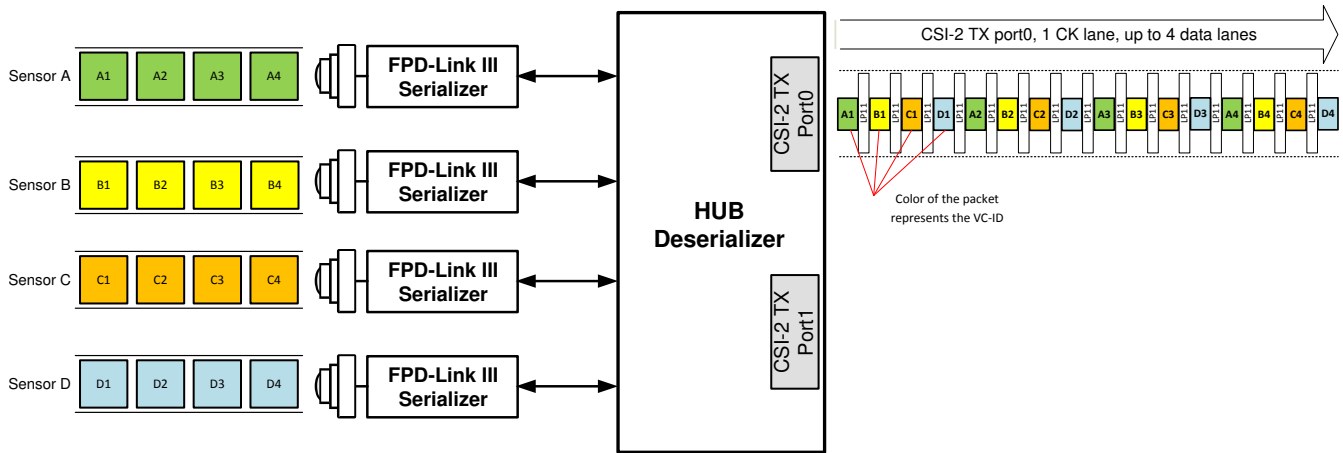 CSI-2 TX port0, 1 CK lane, up to 4 data lanes
Sensor A
A1 A2 A3 A4
FPD-Link III
Serializer
Sensor B
B1 B2 B3 B4
FPD-Link III
Serializer
Sensor C
C1 C2 C3 C4
FPD-Link III
Serializer
Sensor D
D1 D2 D3 D4
FPD-Link III
Serializer
HUB
Deserializer
CSI-2 TX
Port0
CSI-2 TX
Port1
A1 LP11 B1 LP11 C1 LP11 D1 LP11 A2 LP11 B2 LP11 C2 LP11 D2 LP11 A3 LP11 B3 LP11 C3 LP11 D3 LP11 A4 LP11 B4 LP11 C4 LP11 D4
Color of the packet
represents the VC-ID